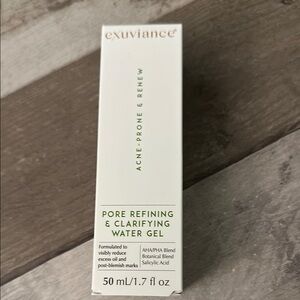 exuviance®
ACNE-PRONE & RENEW
PORE REFINING
& CLARIFYING
WATER GEL
Formulated to
visibly reduce
excess oil and
post-blemish marks
AHA/PHA Blend
Botanical Blend
Salicylic Acid
50 mL/1.7 fl oz